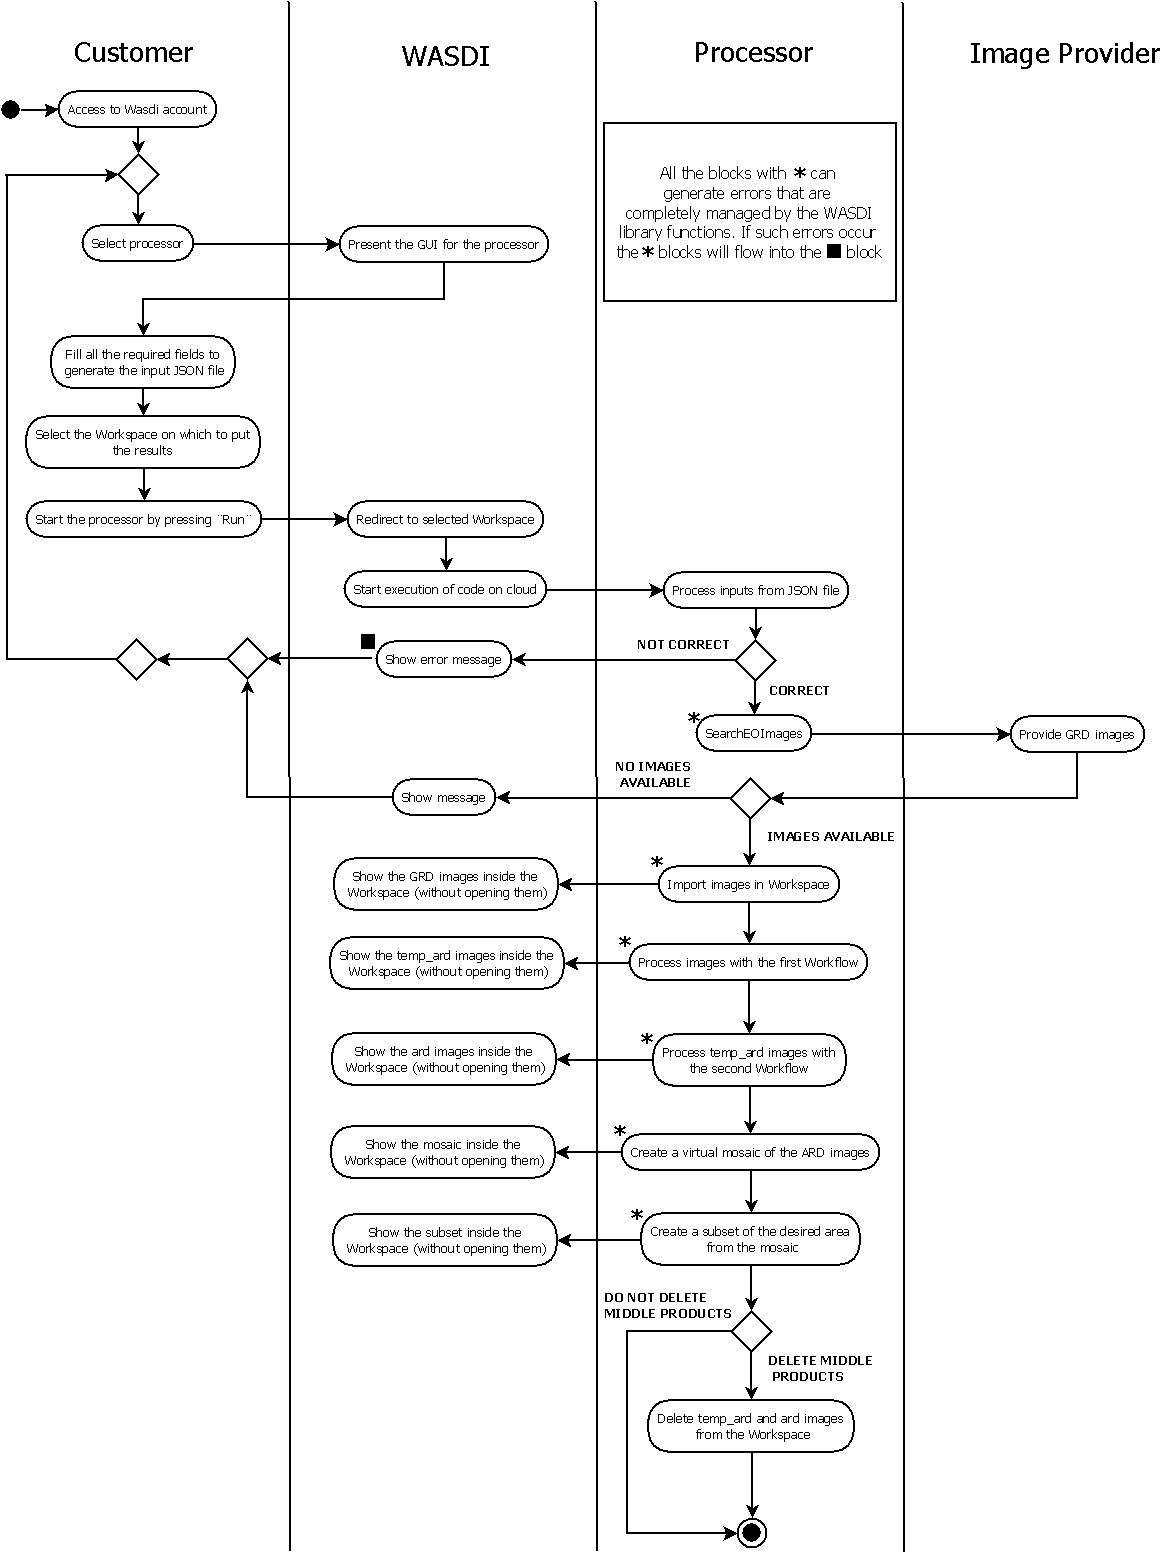 Customer
WASDI
Processor
Image Provider
Access to Wasdi account
All the blocks with * can
generate errors that are
completely managed by the WASDI
library functions. If such errors occur
the * blocks will flow into the ■ block
Select processor
Present the GUI for the processor
Fill all the required fields to
generate the input JSON file
Select the Workspace on which to put
the results
Start the processor by pressing ¨Run¨
Redirect to selected Workspace
Start execution of code on cloud
Process inputs from JSON file
NOT CORRECT
Show error message
CORRECT
*
SearchEOImages
Provide GRD images
NO IMAGES
AVAILABLE
Show message
IMAGES AVAILABLE
*
Show the GRD images inside the
Workspace (without opening them)
Import images in Workspace
*
Show the temp_ard images inside the
Workspace (without opening them)
Process images with the first Workflow
*
Show the ard images inside the
Workspace (without opening them)
Process temp_ard images with
the second Workflow
*
Show the mosaic inside the
Workspace (without opening them)
Create a virtual mosaic of the ARD images
*
Show the subset inside the
Workspace (without opening them)
Create a subset of the desired area
from the mosaic
DO NOT DELETE
MIDDLE PRODUCTS
DELETE MIDDLE
PRODUCTS
Delete temp_ard and ard images
from the Workspace